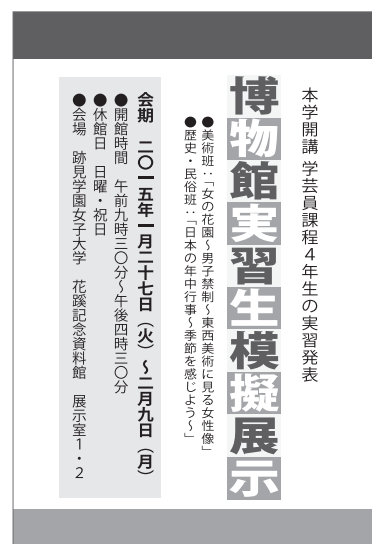 本学開講 学芸員課程4年生の実習発表
博物館実習生模擬展示
●美術班：「女の花園～男子禁制～東西美術に見る女性像」
●歴史・民俗班：「日本の年中行事～季節を感じよう～」
会期　二〇一五年一月二十七日（火）～二月九日（月）
●開館時間　午前九時三〇分～午後四時三〇分
●休館日　日曜・祝日
●会場　跡見学園女子大学　花蹊記念資料館　展示室1・2